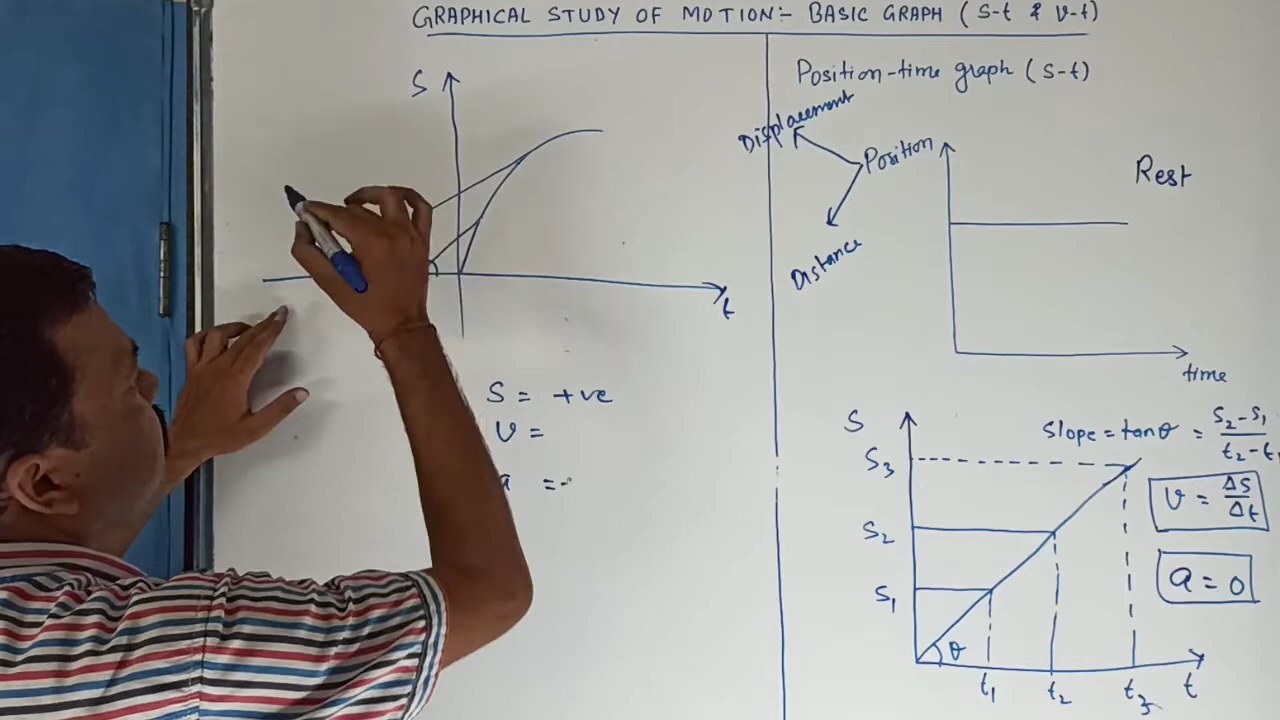 GRAPHICAL STUDY OF MOTION:- BASIC GRAPH (S-t & v-t)
S
t
S = +ve
v =
a = -
Position-time graph (S-t)
Displacement
Position
Distance
Rest
time
S
S3
S2
S1
θ
t1 t2 t3 t
Slope = tanθ = S2-S1 / t2-t1
v = Δs/Δt
a = 0